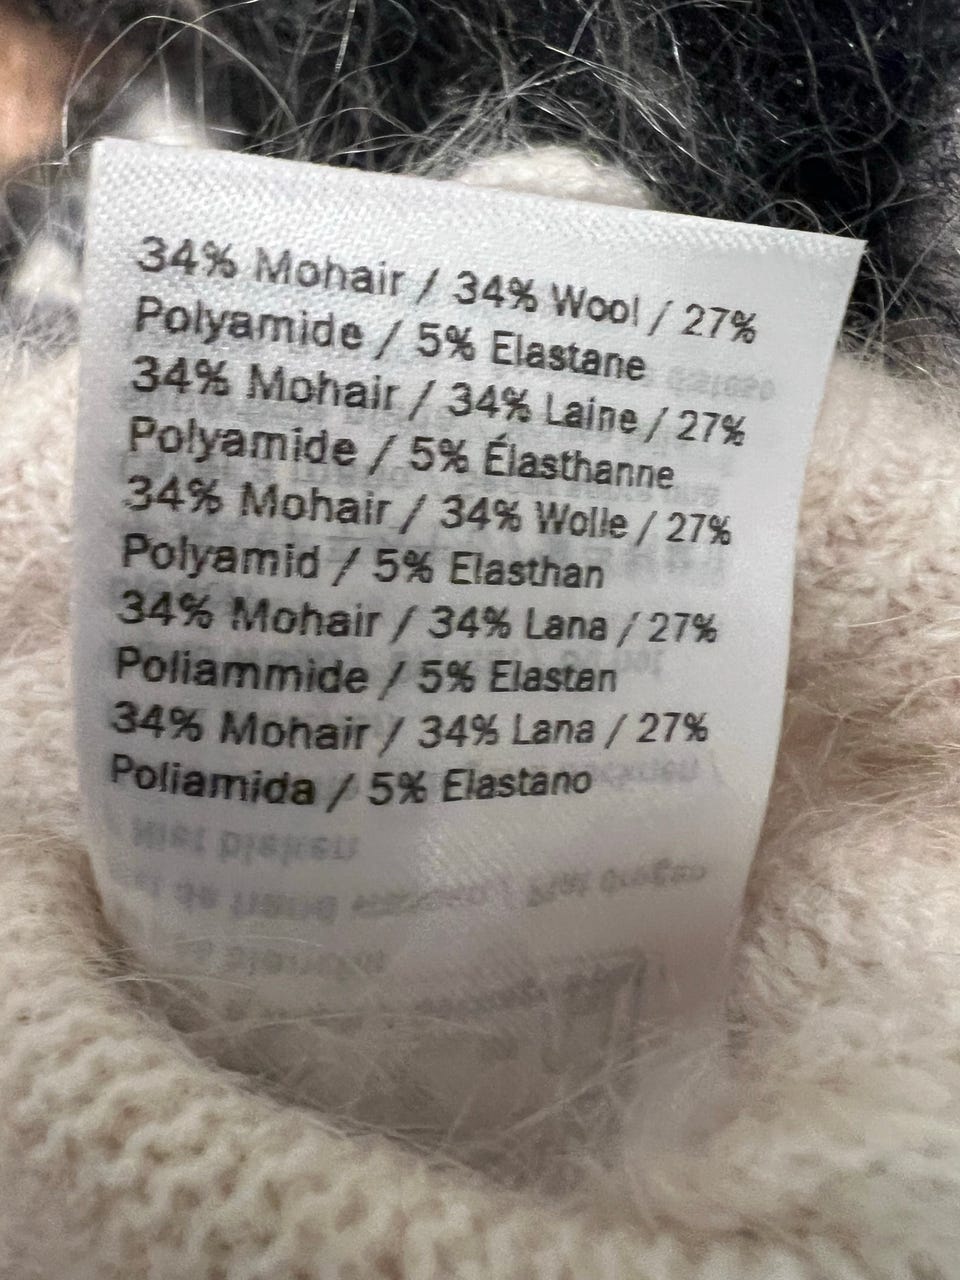 34% Mohair / 34% Wool / 27%
Polyamide / 5% Elastane
34% Mohair / 34% Laine / 27%
Polyamide / 5% Élasthanne
34% Mohair / 34% Wolle / 27%
Polyamid / 5% Elasthan
34% Mohair / 34% Lana / 27%
Poliammide / 5% Elastan
34% Mohair / 34% Lana / 27%
Poliamida / 5% Elastano